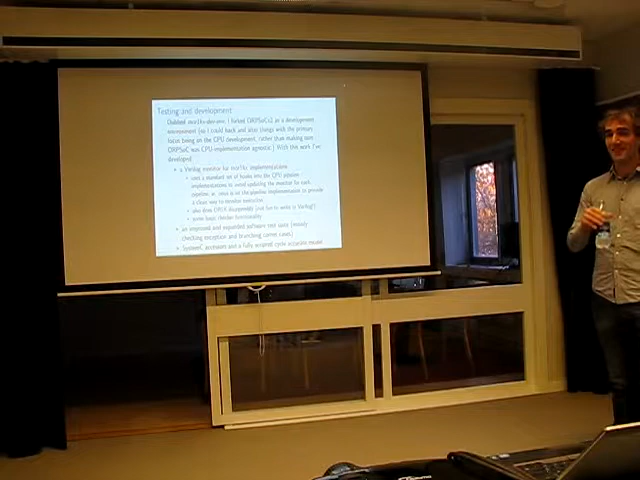 Testing and development
Dubbed mor1kx-dev-env, I forked ORPSoCv2 as a development
environment (so I could hack and alter things with the primary
focus being on the CPU development, rather than making sure
ORPSoC was CPU-implementation agnostic.) With this work I've
developed
a Verilog monitor for mor1kx implementations
uses a standard set of hooks into the CPU pipeline
implementations to avoid updating the monitor for each
pipeline, ie. onus is on the pipeline implementation to provide
a clean way to monitor execution
also does OR1K disassembly (not fun to write in Verilog!)
some basic checker functionality
an improved and expanded software test suite (mainly
checking exception and branching corner cases)
SystemC accessors and a fully scripted cycle accurate model